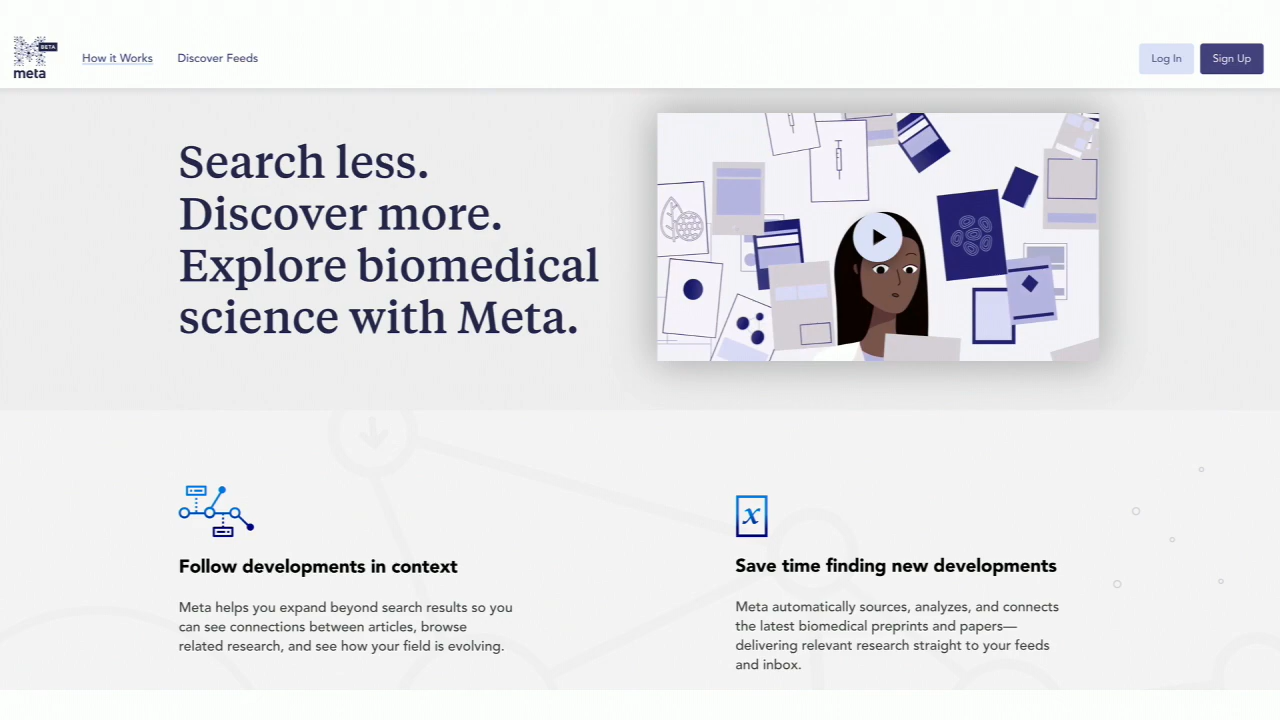 BETA
meta
How it Works
Discover Feeds
Log In
Sign Up
Search less.
Discover more.
Explore biomedical
science with Meta.
x
Follow developments in context
Meta helps you expand beyond search results so you
can see connections between articles, browse
related research, and see how your field is evolving.
Save time finding new developments
Meta automatically sources, analyzes, and connects
the latest biomedical preprints and papers—
delivering relevant research straight to your feeds
and inbox.